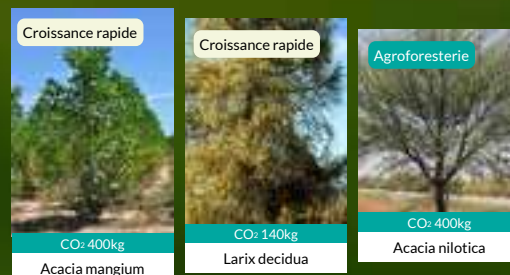 Croissance rapide
CO2 400kg
Acacia mangium
Croissance rapide
CO2 140kg
Larix decidua
Agroforesterie
CO2 400kg
Acacia nilotica